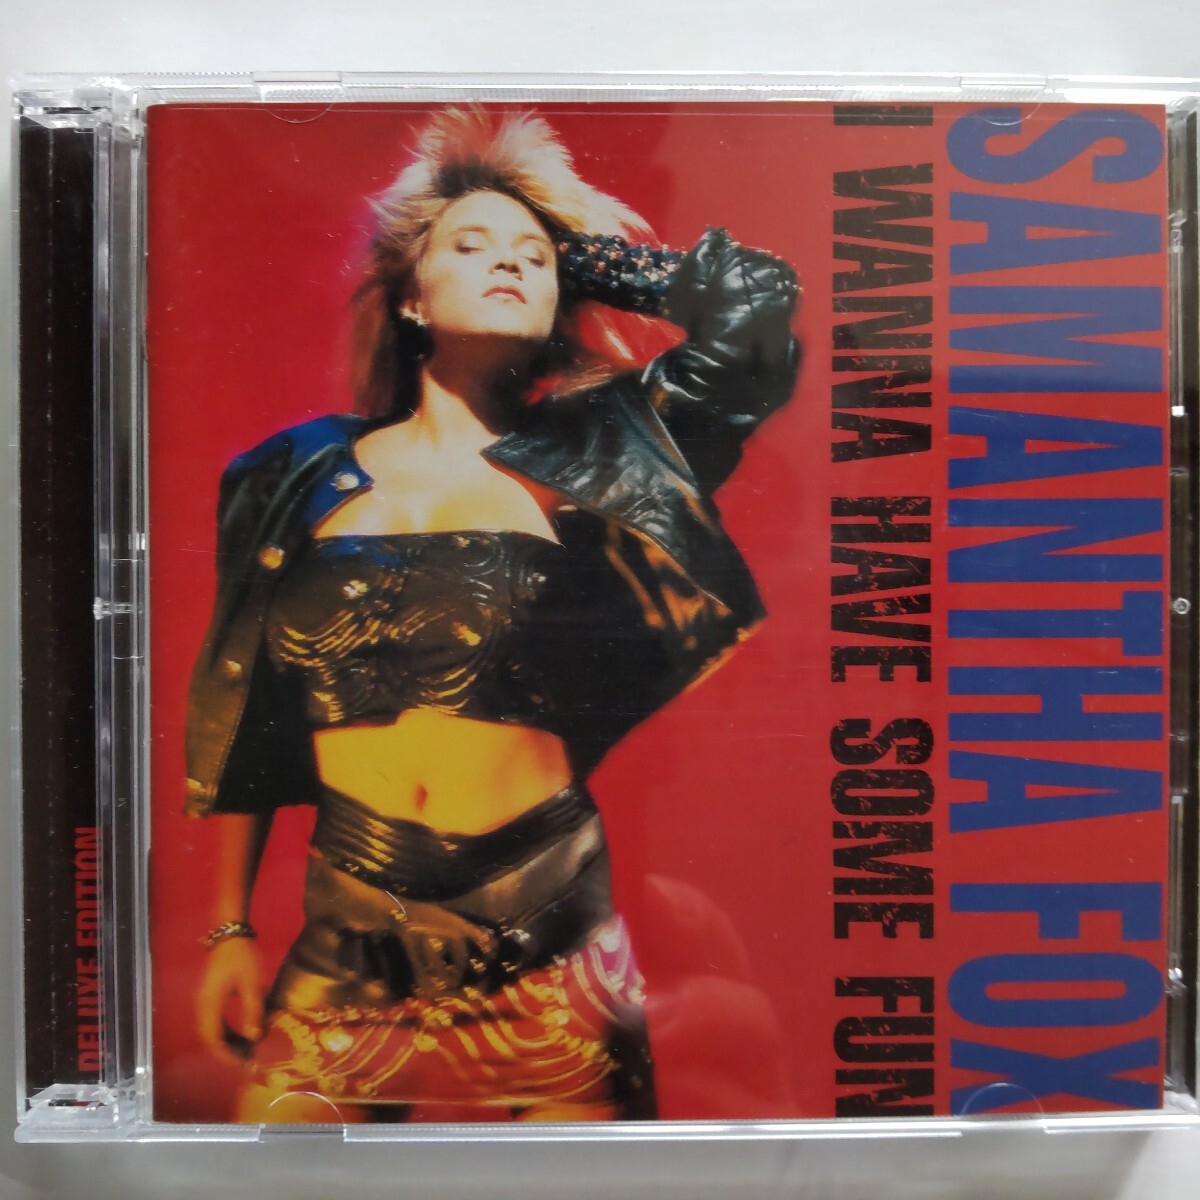 SAMANTHA FOX
I WANNA HAVE SOME FUN
DELUXE EDITION